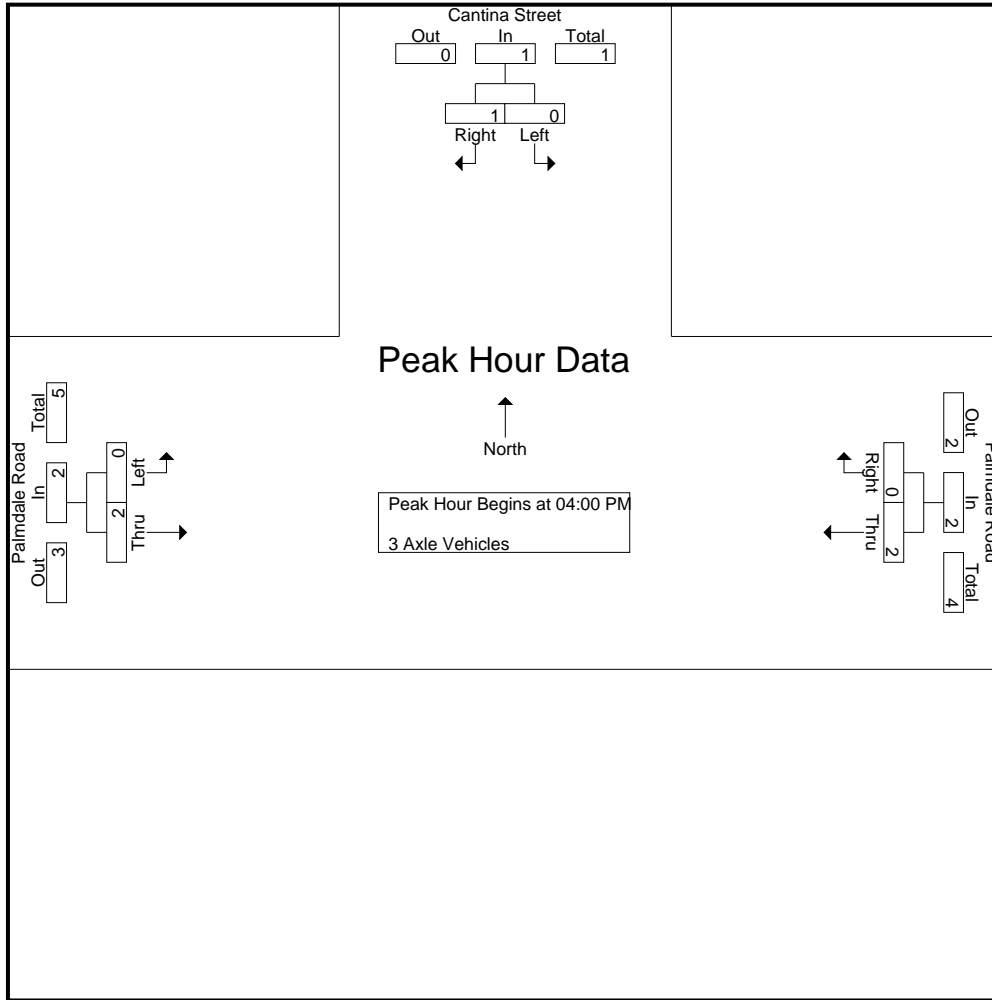 Cantina Street
Out In Total
0 1 1
1 0
Right Left
Peak Hour Data
North
Peak Hour Begins at 04:00 PM
3 Axle Vehicles
Palmdale Road
Out In Total
3 2 5
0 2
Left Thru
Palmdale Road
Out In Total
2 2 4
Right Thru
0 2